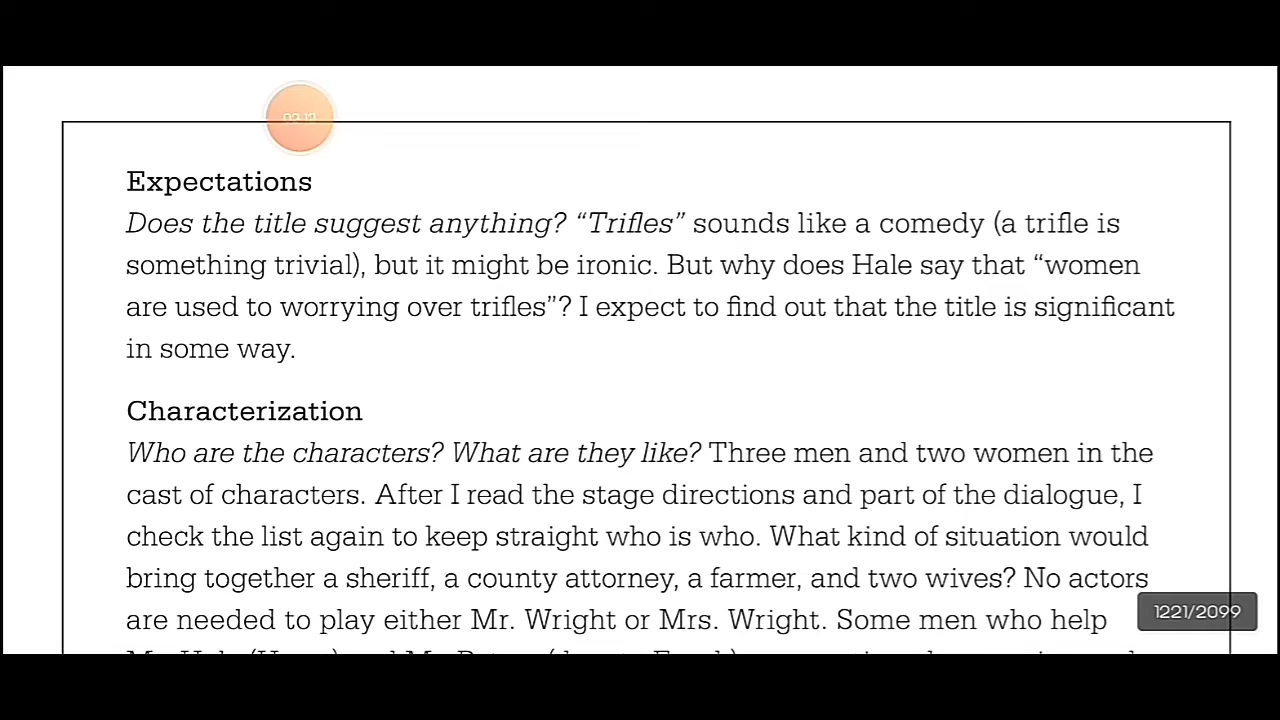 02:12
Expectations
Does the title suggest anything? “Trifles” sounds like a comedy (a trifle is
something trivial), but it might be ironic. But why does Hale say that “women
are used to worrying over trifles”? I expect to find out that the title is significant
in some way.
Characterization
Who are the characters? What are they like? Three men and two women in the
cast of characters. After I read the stage directions and part of the dialogue, I
check the list again to keep straight who is who. What kind of situation would
bring together a sheriff, a county attorney, a farmer, and two wives? No actors
are needed to play either Mr. Wright or Mrs. Wright. Some men who help
1221/2099